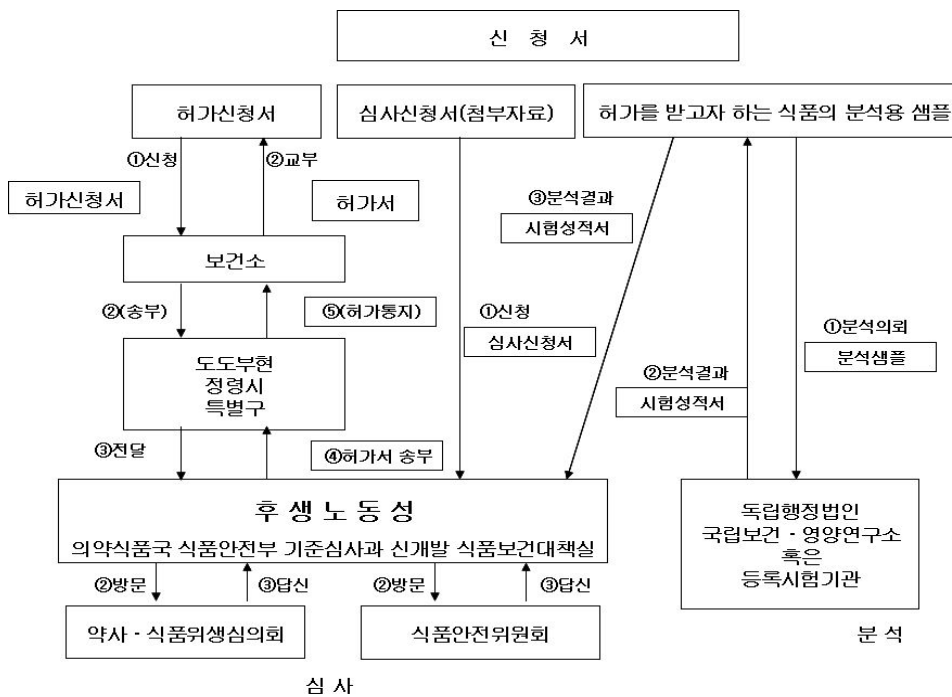 신 청 서
허가신청서
심사신청서(첨부자료)
허가를 받고자 하는 식품의 분석용 샘플
①신청
②교부
허가신청서
허가서
③분석결과
시험성적서
보건소
②(송부)
⑤(허가통지)
①신청
심사신청서
①분석의뢰
분석샘플
②분석결과
시험성적서
도도부현
정령시
특별구
③전달
④허가서 송부
후 생 노 동 성
의약식품국 식품안전부 기준심사과 신개발 식품보건대책실
독립행정법인
국립보건 - 영양연구소
혹은
등록시험기관
②방문
③답신
②방문
③답신
약사 - 식품위생심의회
식품안전위원회
분 석
심 사